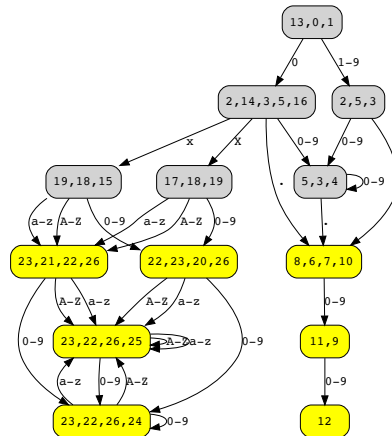 13,0,1
0 1-9
2,14,3,5,16 2,5,3
x X 0-9 0-9
19,18,15 17,18,19 5,3,4 0-9
a-z A-Z 0-9 a-z A-Z 0-9 . .
23,21,22,26 22,23,20,26 8,6,7,10
A-Z a-z A-Z a-z 0-9
0-9 23,22,26,25 A-Z a-z 0-9 11,9
a-z 0-9 A-Z 0-9
23,22,26,24 0-9 12